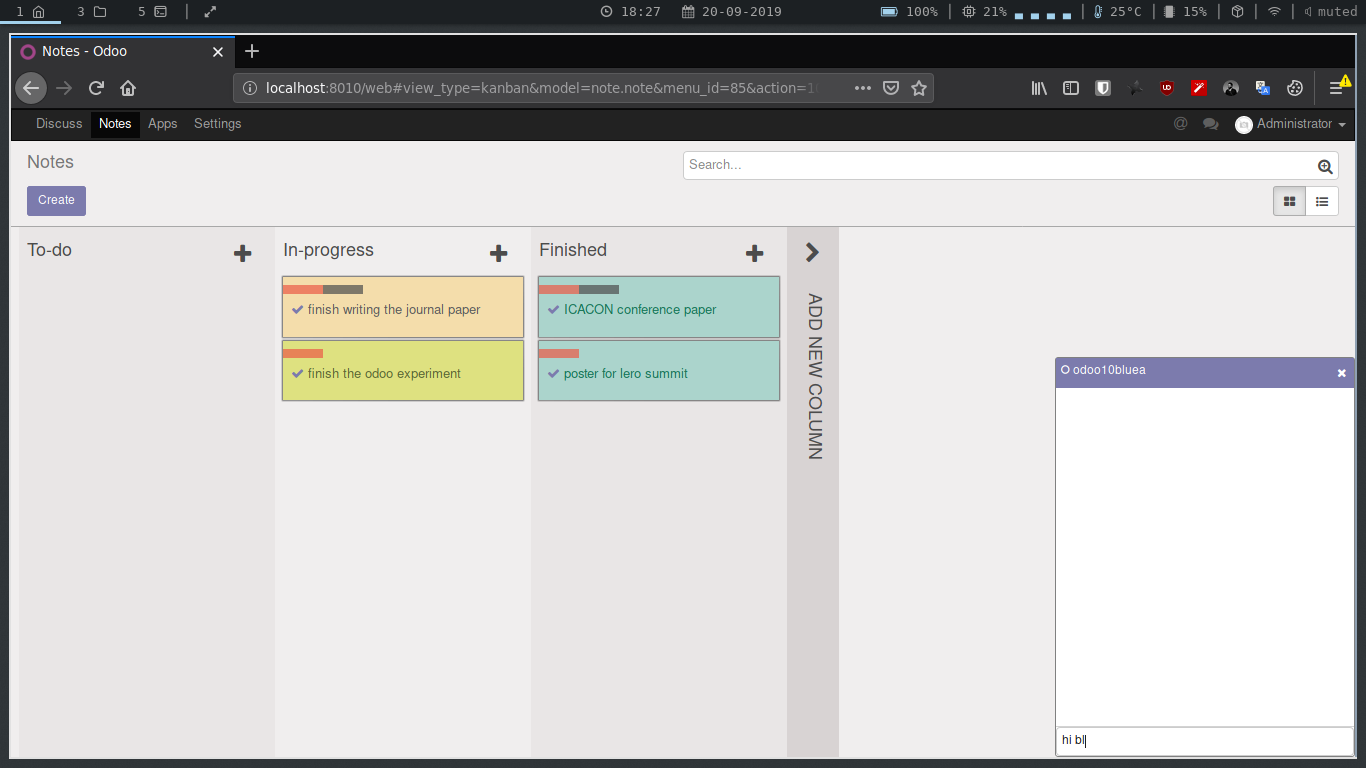 1 3 5 18:27 20-09-2019 100% 21% 25°C 15% muted
Notes - Odoo
localhost:8010/web#view_type=kanban&model=note.note&menu_id=85&action=1
Discuss Notes Apps Settings @ Administrator
Notes
Search...
Create
To-do
In-progress
finish writing the journal paper
finish the odoo experiment
Finished
ICACON conference paper
poster for lero summit
ADD NEW COLUMN
odoo10bluea
hi bl